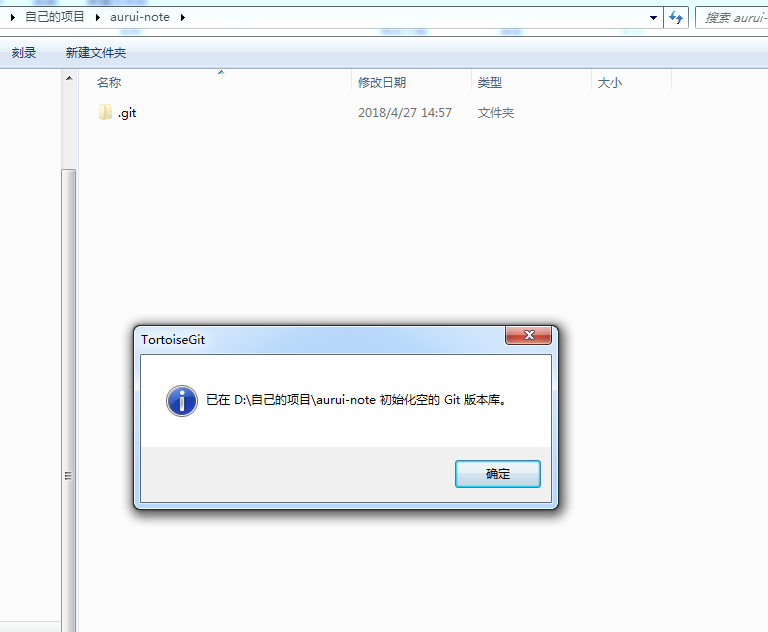 自己的项目 aurui-note 搜索 aurui-
刻录 新建文件夹
名称 修改日期 类型 大小
.git 2018/4/27 14:57 文件夹
TortoiseGit
已在 D:\自己的项目\aurui-note 初始化空的 Git 版本库。
确定